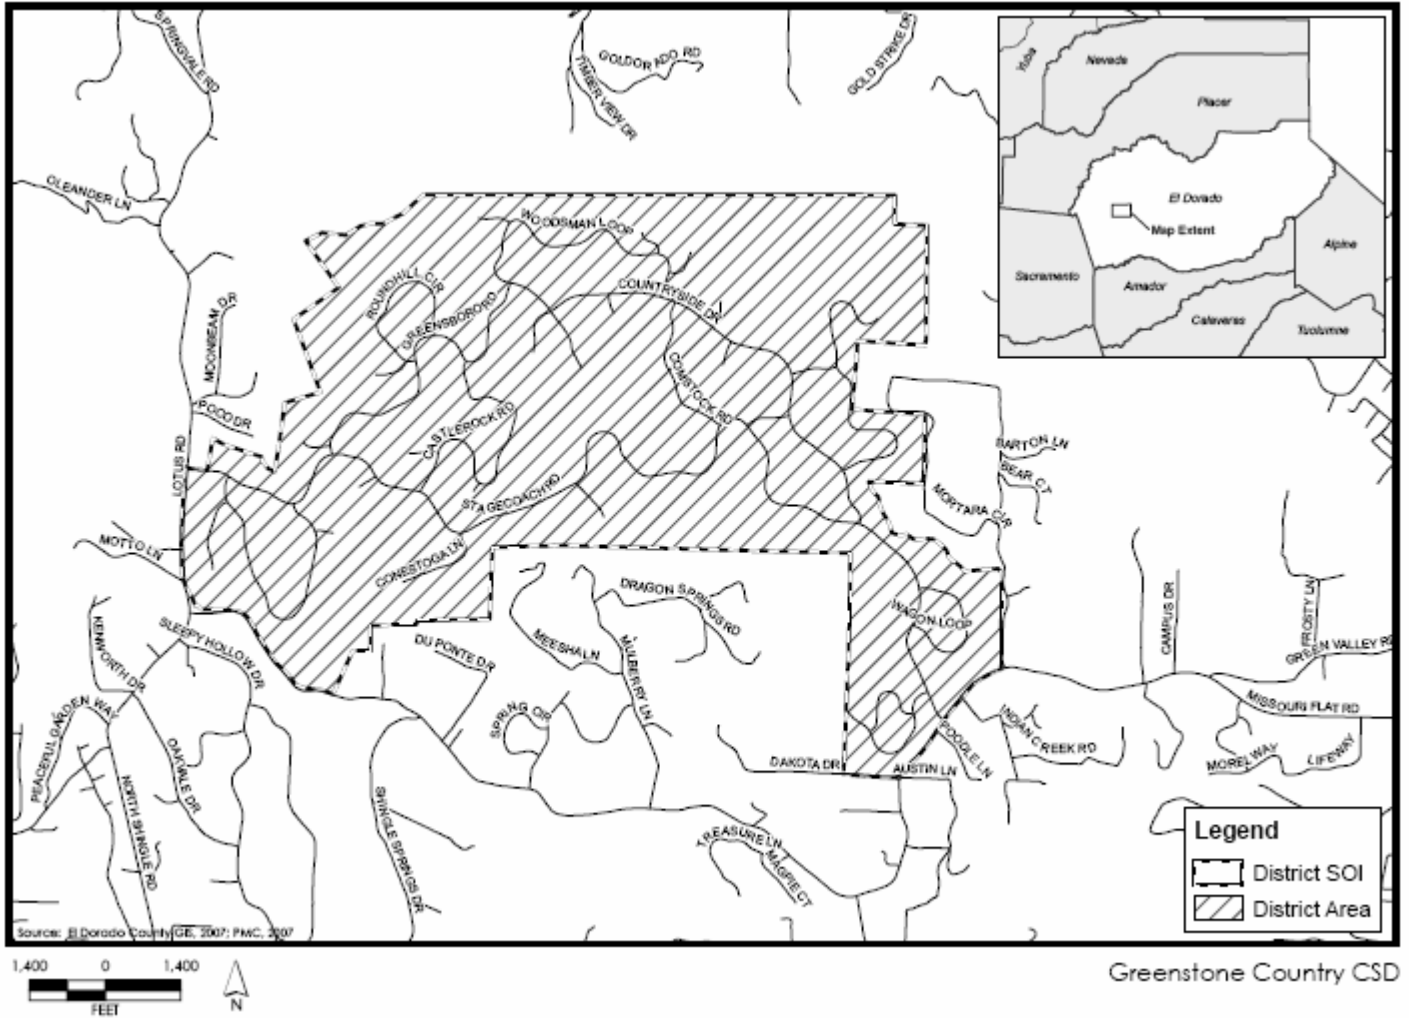 SPRINGVALE RD
GOLDORADO RD
TIMBER VIEW DR
GOLD STRIKE DR
Yuba
Nevada
Placer
El Dorado
Map Extent
Alpine
Sacramento
Amador
Calaveras
Tuolumne
OLEANDER LN
WOODSMAN LOOP
ROUNDHILL CIR
GREENSBORO RD
COUNTRYSIDE DR
MOONBEAM DR
POCO DR
COMSTOCK RD
CASTLEROCK RD
LOTUS RD
STAGECOACH RD
BARTON LN
BEAR CT
MORTARA CIR
MOTTO LN
CONESTOGA LN
DRAGON SPRINGS RD
WAGON LOOP
CAMPUS DR
FROSTY LN
GREEN VALLEY RD
KENWORTH DR
SLEEPY HOLLOW DR
DU PONTE DR
MEESHA LN
MULBERRY LN
MISSOURI FLAT RD
PEACEFUL GARDEN WAY
OAKVALE DR
SPRING CIR
INDIAN CREEK RD
POODLE LN
MOREL WAY
LIFEWAY
DAKOTA DR
AUSTIN LN
NORTH SHINGLE RD
SHINGLE SPRINGS DR
TREASURE LN
MAGPIE CT
Legend
District SOI
District Area
Source: El Dorado County GIS, 2007; PMC, 2007
1,400 0 1,400
FEET
N
Greenstone Country CSD